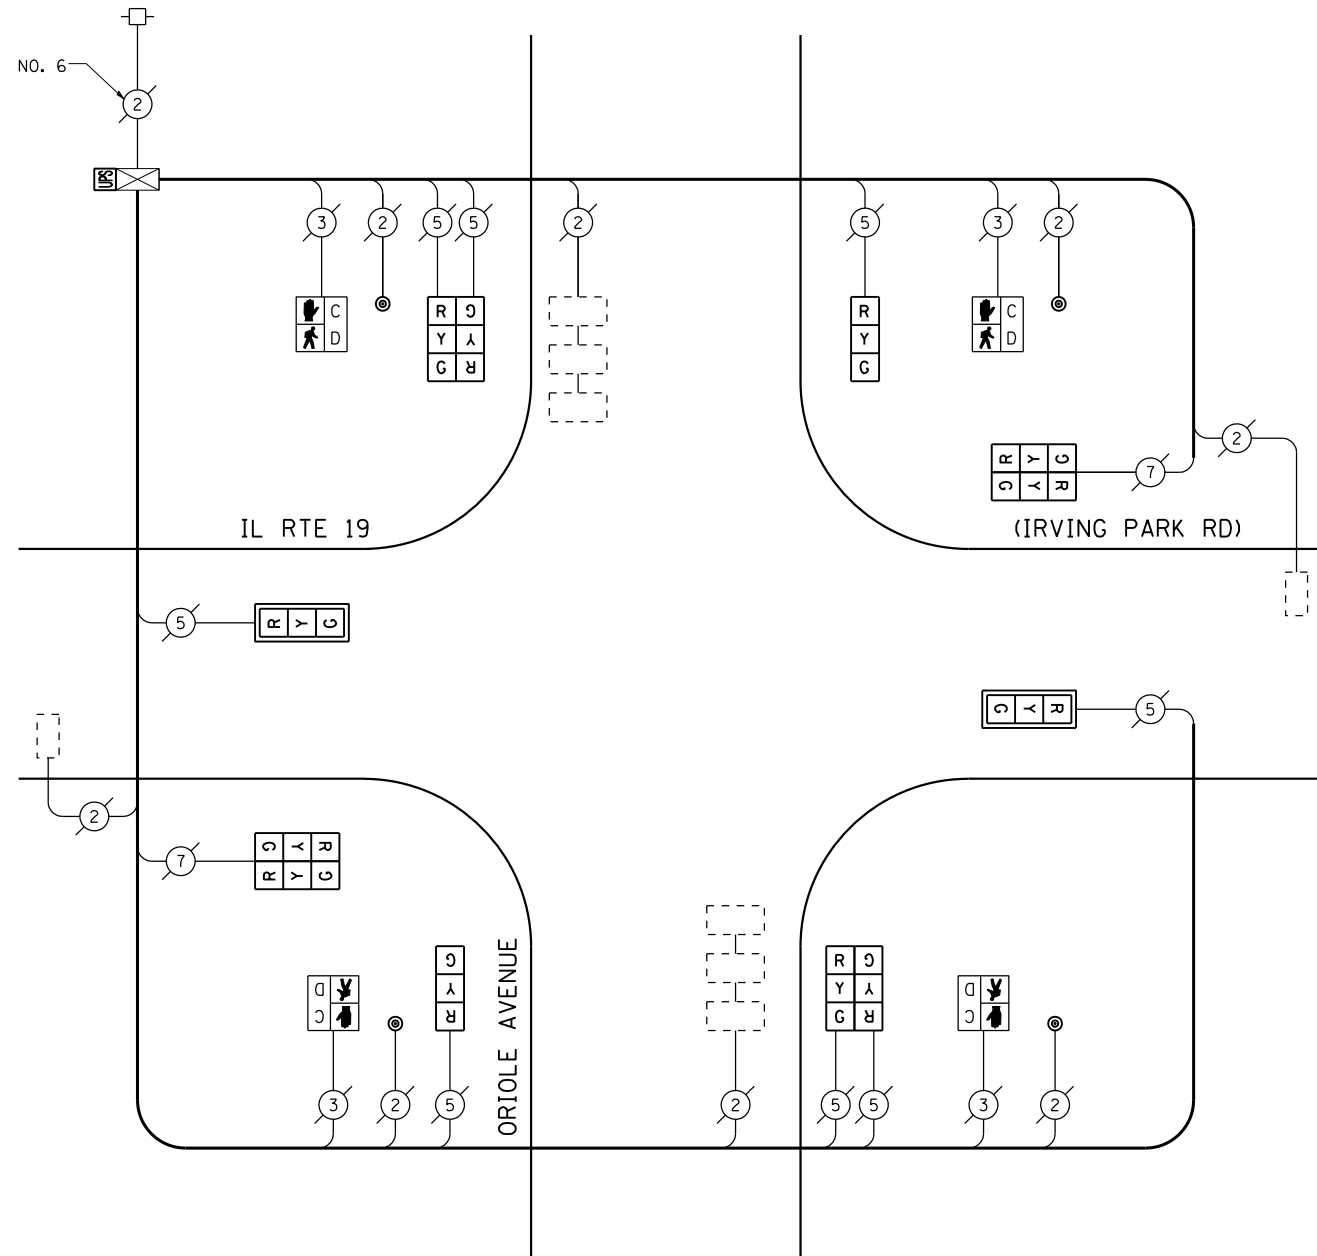 NO. 6
2
UPS
3 2 5 5 2 5 3 2
C R G R C
D Y Y Y D
G R G
2
R Y G
7
G Y R
IL RTE 19 (IRVING PARK RD)
5 R Y G
G Y R 5
2
G Y R
7
R Y G
ORIOLE AVENUE
G R G
D Y Y Y D
C R G R C
3 2 5 2 5 5 3 2